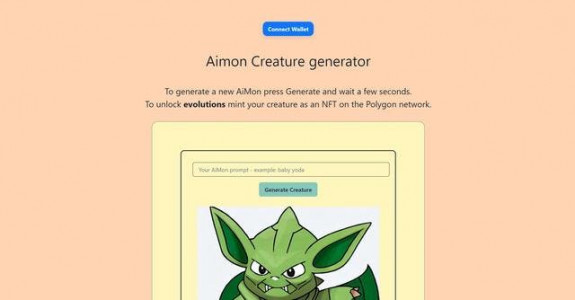 Connect Wallet
Aimon Creature generator
To generate a new AiMon press Generate and wait a few seconds.
To unlock evolutions mint your creature as an NFT on the Polygon network.
Your AiMon prompt - example: baby yoda
Generate Creature